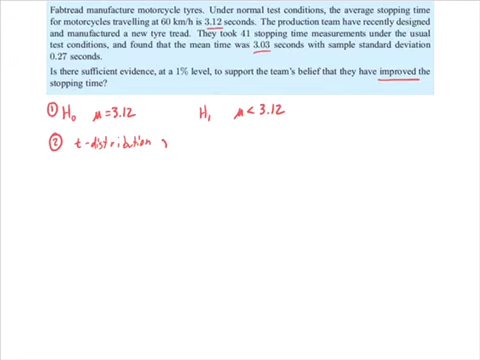 Fabtread manufacture motorcycle tyres. Under normal test conditions, the average stopping time
for motorcycles travelling at 60 km/h is 3.12 seconds. The production team have recently designed
and manufactured a new tyre tread. They took 41 stopping time measurements under the usual
test conditions, and found that the mean time was 3.03 seconds with sample standard deviation
0.27 seconds.
Is there sufficient evidence, at a 1% level, to support the team's belief that they have improved the
stopping time?
① H₀ μ = 3.12 H₁ μ < 3.12
② t-distribution